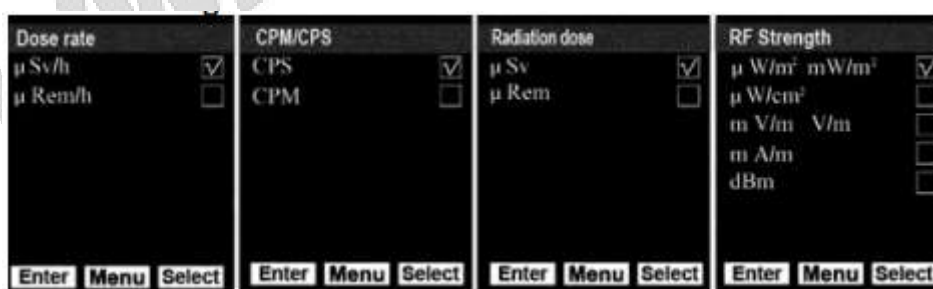 Dose rate
μ Sv/h
μ Rem/h
Enter Menu Select
CPM/CPS
CPS
CPM
Enter Menu Select
Radiation dose
μ Sv
μ Rem
Enter Menu Select
RF Strength
μ W/m² mW/m²
μ W/cm²
m V/m V/m
m A/m
dBm
Enter Menu Select